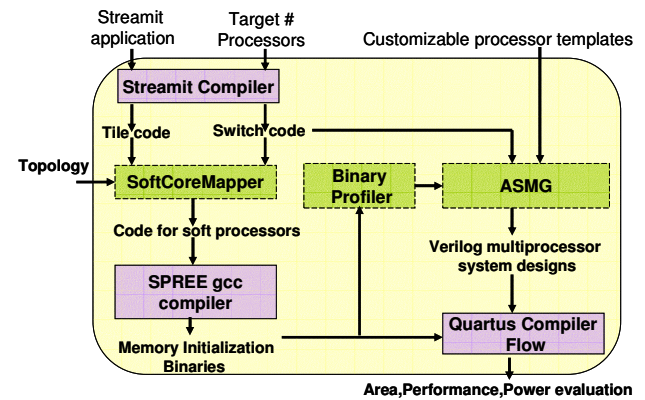 Streamit
application
Target #
Processors
Customizable processor templates
Streamit Compiler
Tile code
Switch code
Topology
SoftCoreMapper
Binary
Profiler
ASMG
Code for soft processors
Verilog multiprocessor
system designs
SPREE gcc
compiler
Quartus Compiler
Flow
Memory Initialization
Binaries
Area,Performance,Power evaluation